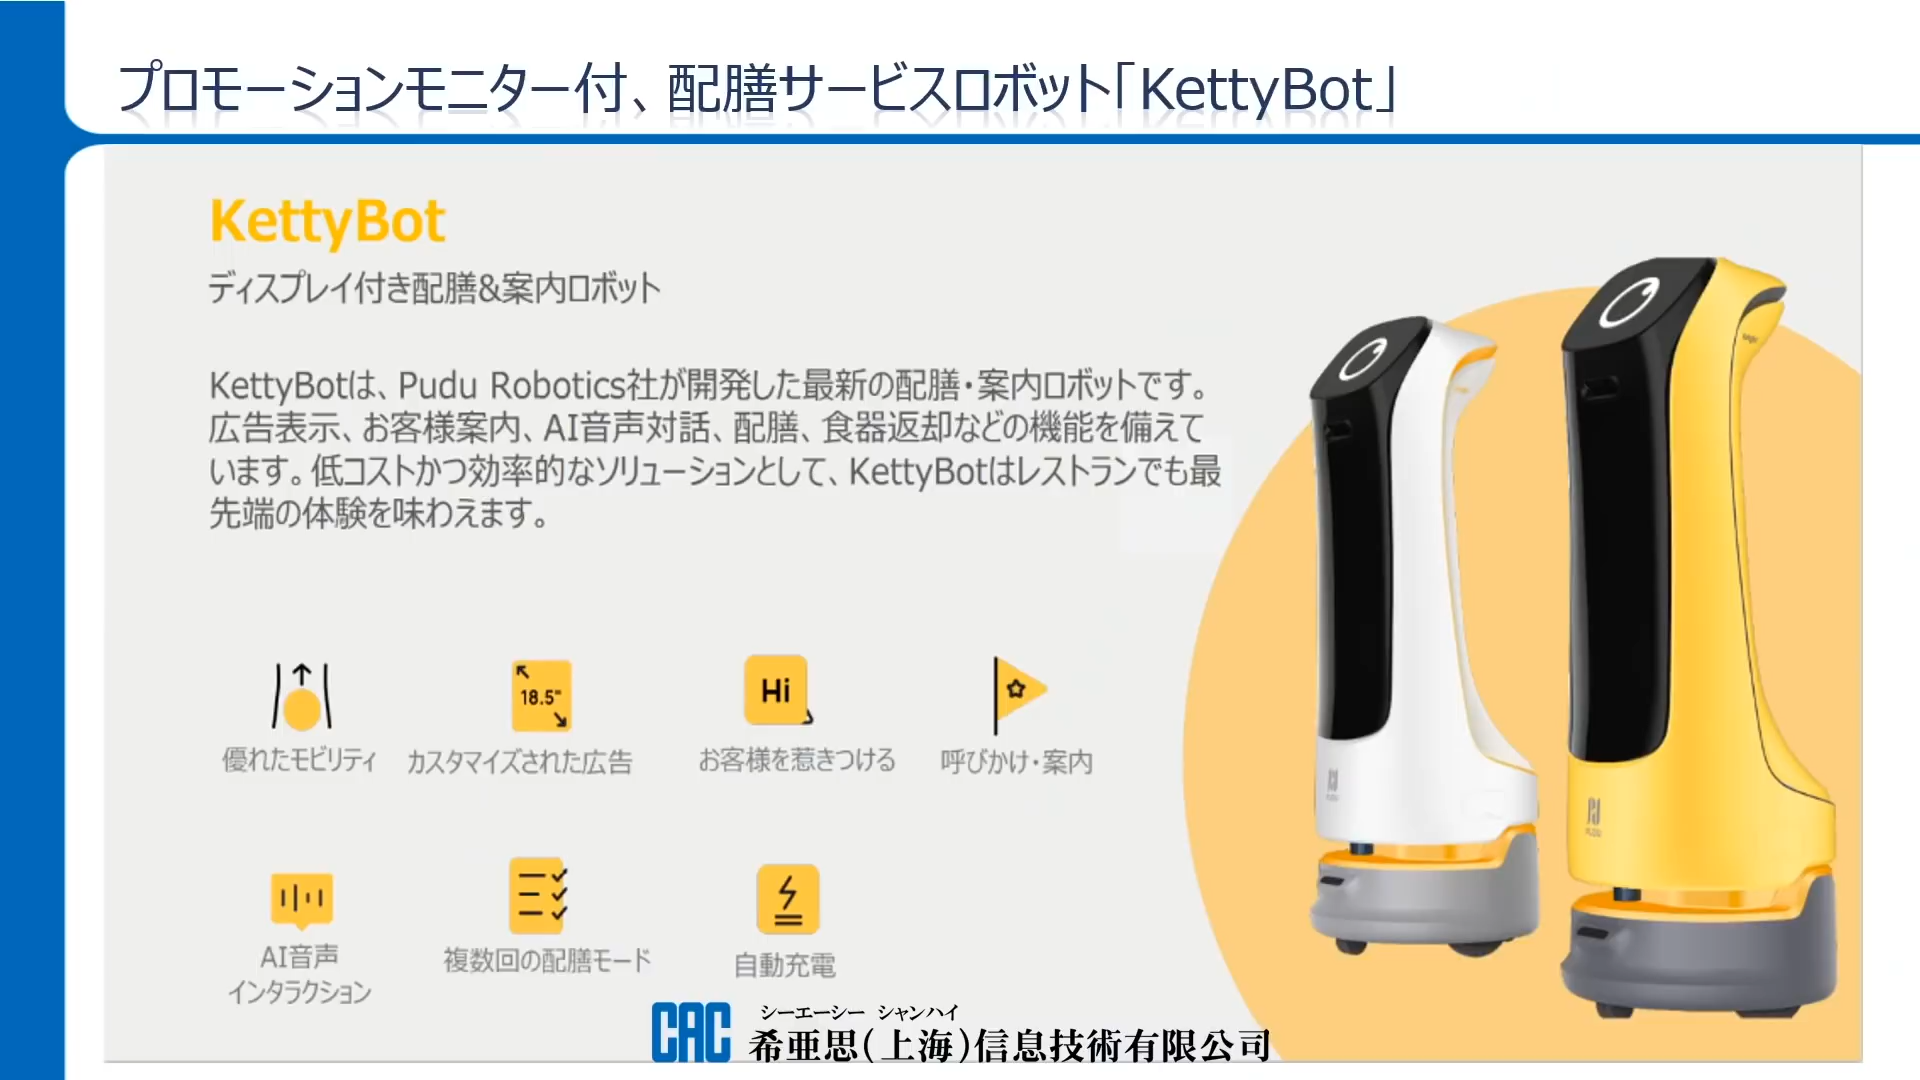 プロモーションモニター付、配膳サービスロボット「KettyBot」
KettyBot
ディスプレイ付き配膳&案内ロボット
KettyBotは、Pudu Robotics社が開発した最新の配膳・案内ロボットです。
広告表示、お客様案内、AI音声対話、配膳、食器返却などの機能を備えて
います。低コストかつ効率的なソリューションとして、KettyBotはレストランでも最
先端の体験を味わえます。
18.5"
Hi
優れたモビリティ
カスタマイズされた広告
お客様を惹きつける
呼びかけ・案内
AI音声
インタラクション
複数回の配膳モード
自動充電
PUDU
PUDU
CAC
シーエーシー シャンハイ
希亜思(上海)信息技術有限公司